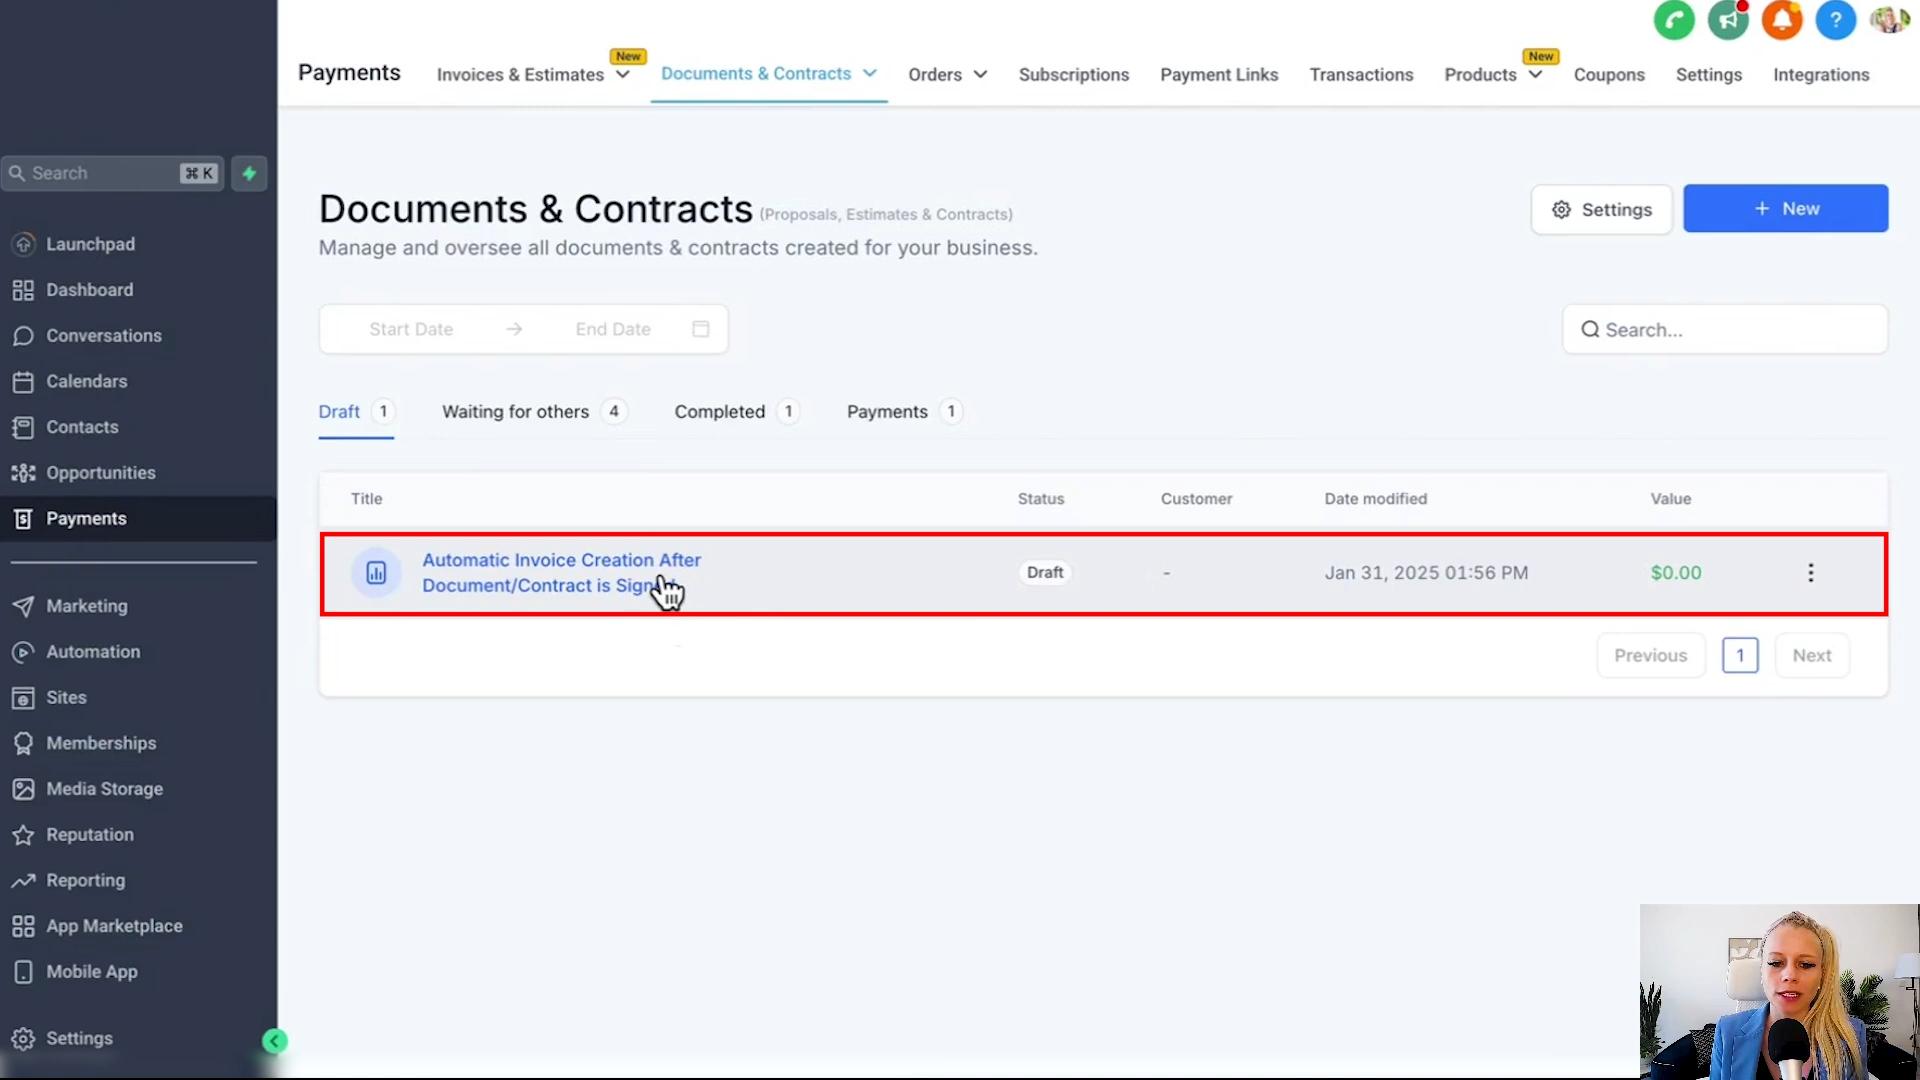 Payments
Invoices & Estimates
New
Documents & Contracts
Orders
Subscriptions
Payment Links
Transactions
Products
New
Coupons
Settings
Integrations
?
Search
⌘ K
Launchpad
Dashboard
Conversations
Calendars
Contacts
Opportunities
Payments
Marketing
Automation
Sites
Memberships
Media Storage
Reputation
Reporting
App Marketplace
Mobile App
Settings
Documents & Contracts (Proposals, Estimates & Contracts)
Manage and oversee all documents & contracts created for your business.
Settings
+ New
Start Date → End Date
Search...
Draft 1
Waiting for others 4
Completed 1
Payments 1
Title Status Customer Date modified Value
Automatic Invoice Creation After
Document/Contract is
Draft
-
Jan 31, 2025 01:56 PM
$0.00
Previous 1 Next